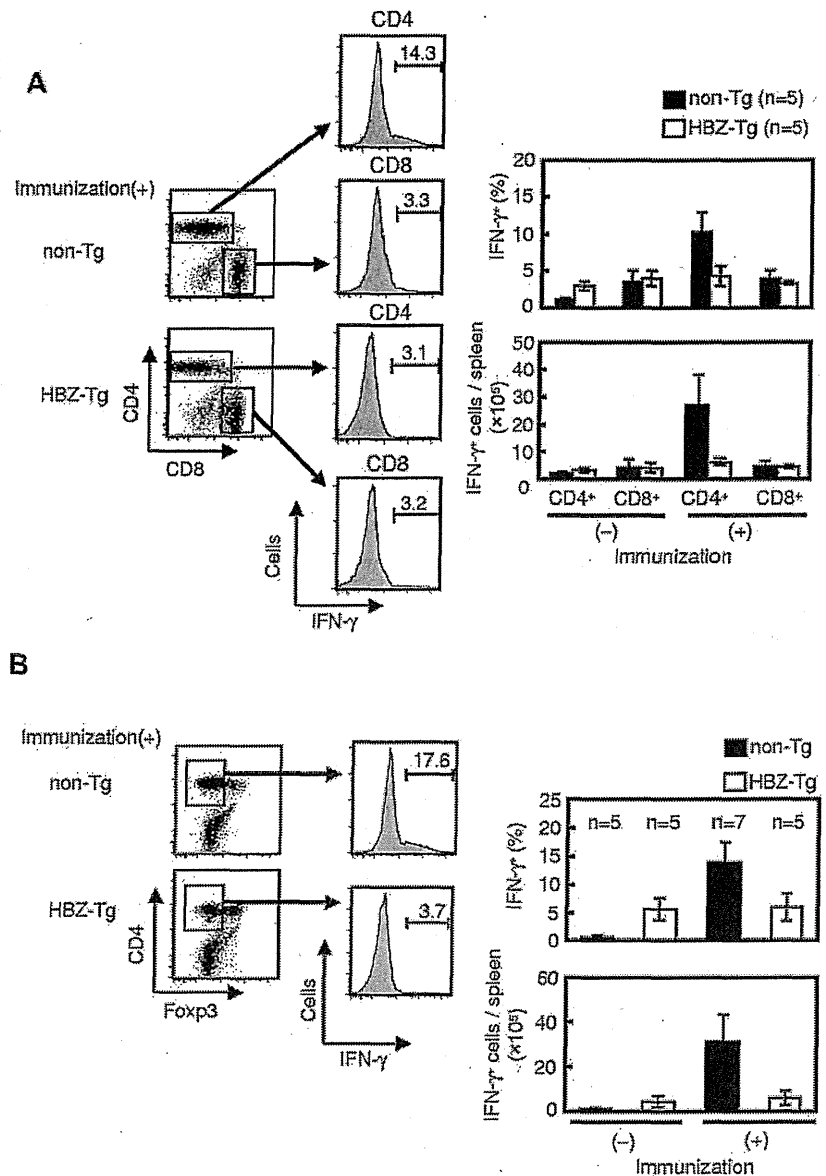 A
Immunization(+)
non-Tg
HBZ-Tg
CD4
CD8
CD4
14.3
CD8
3.3
CD4
3.1
CD8
3.2
Cells
IFN-γ
non-Tg (n=5)
HBZ-Tg (n=5)
IFN-γ⁺ (%)
20
15
10
5
0
IFN-γ⁺ cells / spleen
(×10⁵)
50
40
30
20
10
0
CD4⁺ CD8⁺ CD4⁺ CD8⁺
(−) (+)
Immunization
B
Immunization(+)
non-Tg
HBZ-Tg
CD4
Foxp3
17.6
3.7
Cells
IFN-γ
non-Tg
HBZ-Tg
IFN-γ⁺ (%)
25
20
15
10
5
0
n=5 n=5 n=7 n=5
IFN-γ⁺ cells / spleen
(×10⁵)
60
40
20
0
(−) (+)
Immunization